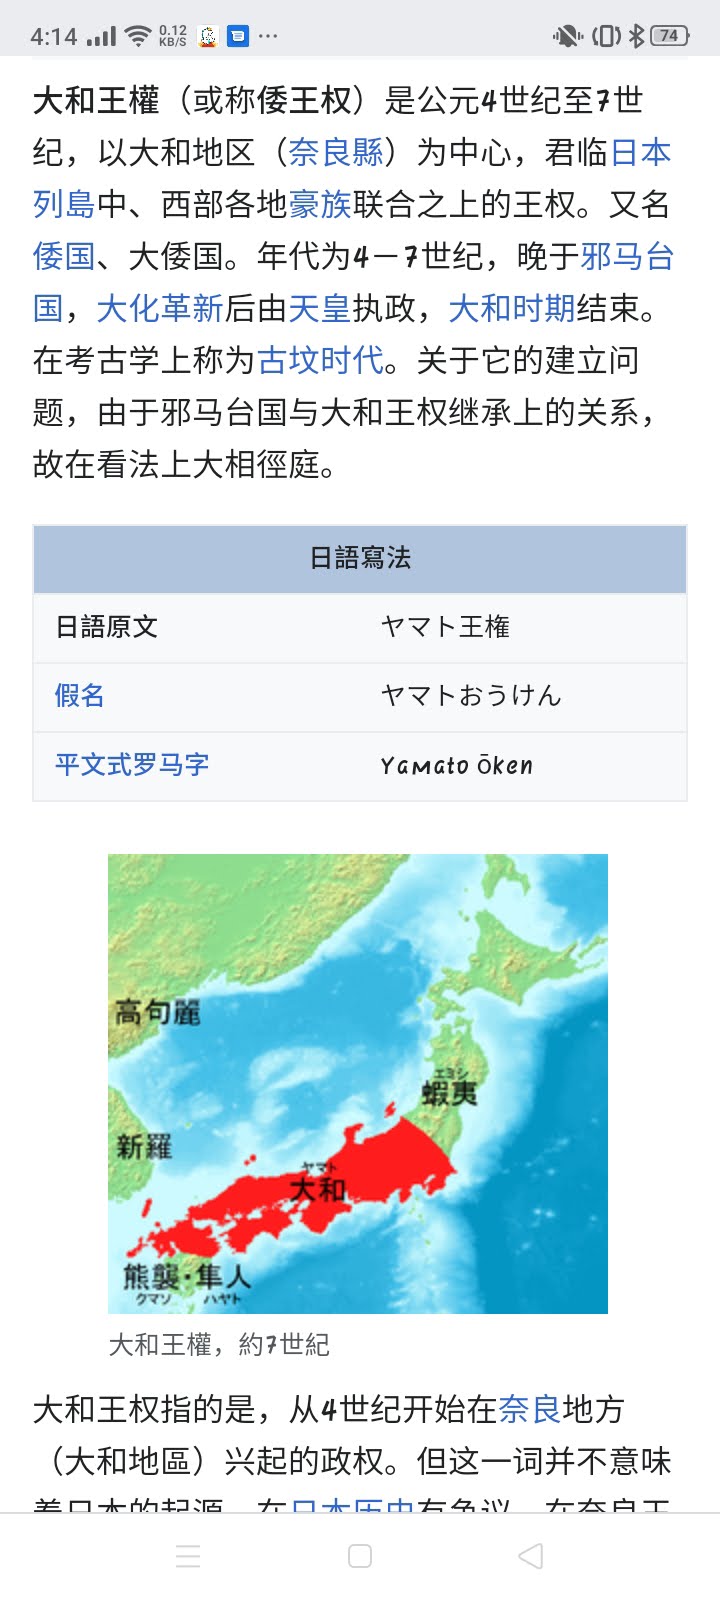 4:14
0.12
KB/S
74
大和王權（或称倭王权）是公元4世纪至7世
纪，以大和地区（奈良縣）为中心，君临日本
列島中、西部各地豪族联合之上的王权。又名
倭国、大倭国。年代为4－7世纪，晚于邪马台
国，大化革新后由天皇执政，大和时期结束。
在考古学上称为古坟时代。关于它的建立问
题，由于邪马台国与大和王权继承上的关系，
故在看法上大相徑庭。
日語寫法
日語原文 ヤマト王権
假名 ヤマトおうけん
平文式罗马字 Yamato ōken
高句麗
エミシ
蝦夷
新羅
ヤマト
大和
熊襲・隼人
クマソ ハヤト
大和王權，約7世紀
大和王权指的是，从4世纪开始在奈良地方
（大和地區）兴起的政权。但这一词并不意味
着日本的起源，在日本历史有争议，在奈良王